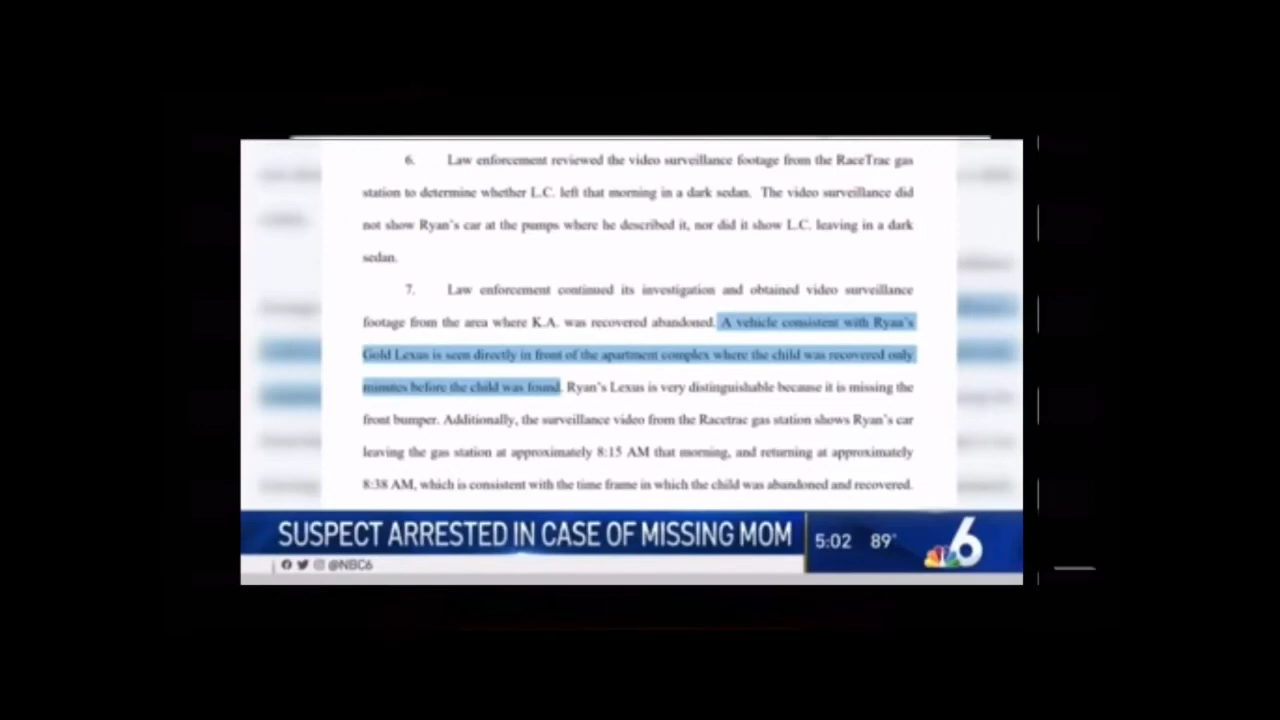 6. Law enforcement reviewed the video surveillance footage from the RaceTrac gas
station to determine whether L.C. left that morning in a dark sedan. The video surveillance did
not show Ryan's car at the pumps where he described it, nor did it show L.C. leaving in a dark
sedan.
7. Law enforcement continued its investigation and obtained video surveillance
footage from the area where K.A. was recovered abandoned. A vehicle consistent with Ryan's
Gold Lexus is seen directly in front of the apartment complex where the child was recovered only
minutes before the child was found. Ryan's Lexus is very distinguishable because it is missing the
front bumper. Additionally, the surveillance video from the Racetrac gas station shows Ryan's car
leaving the gas station at approximately 8:15 AM that morning, and returning at approximately
8:38 AM, which is consistent with the time frame in which the child was abandoned and recovered.
SUSPECT ARRESTED IN CASE OF MISSING MOM
5:02 89°
6
@NBC6